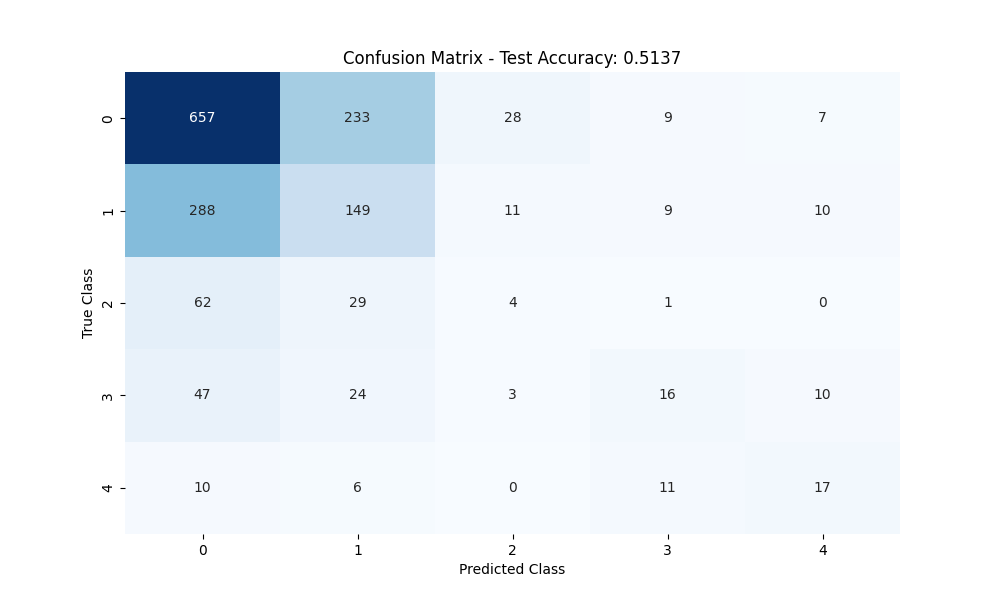 Confusion Matrix - Test Accuracy: 0.5137
0 657 233 28 9 7
1 288 149 11 9 10
2 62 29 4 1 0
3 47 24 3 16 10
4 10 6 0 11 17
True Class
0 1 2 3 4
Predicted Class